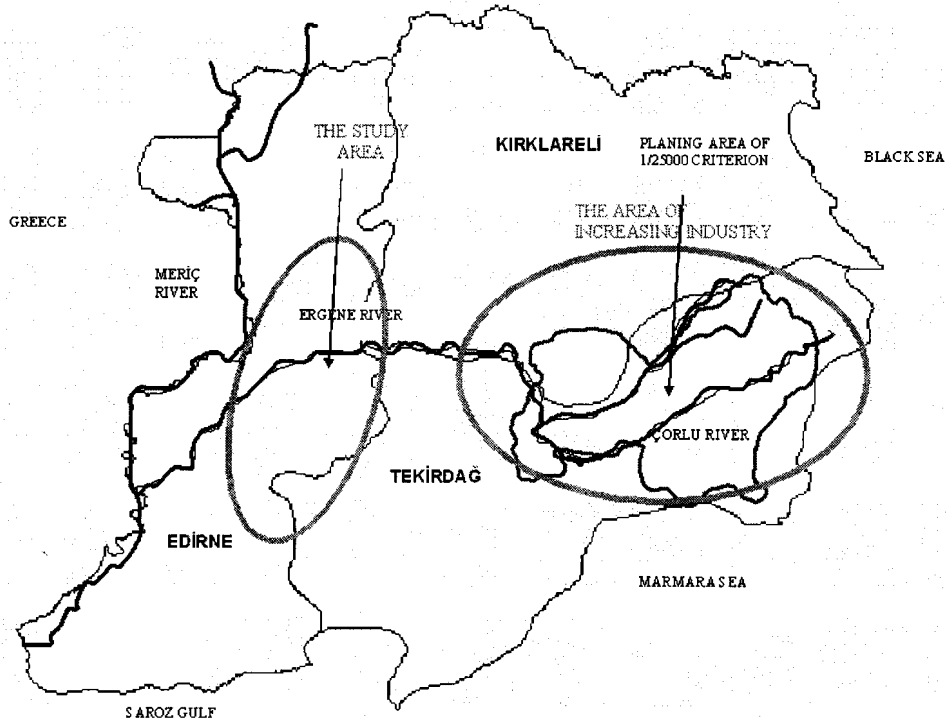 THE STUDY
AREA
KIRKLARELİ
PLANING AREA OF
1/25000 CRITERION
BLACK SEA
GREECE
THE AREA OF
INCREASING INDUSTRY
MERİÇ
RIVER
ERGENE RIVER
ÇORLU RIVER
TEKİRDAĞ
EDİRNE
MARMARA SEA
SAROZ GULF